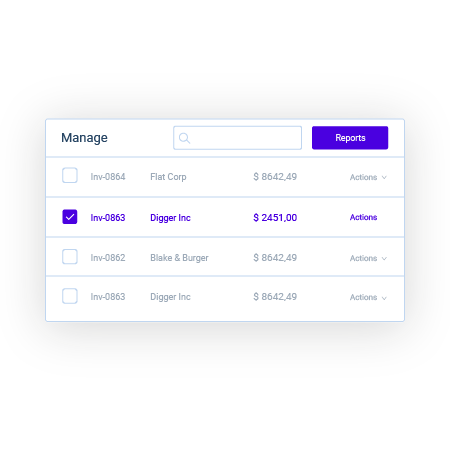 Manage Reports
Inv-0864 Flat Corp $ 8642,49 Actions
Inv-0863 Digger Inc $ 2451,00 Actions
Inv-0862 Blake & Burger $ 8642,49 Actions
Inv-0863 Digger Inc $ 8642,49 Actions